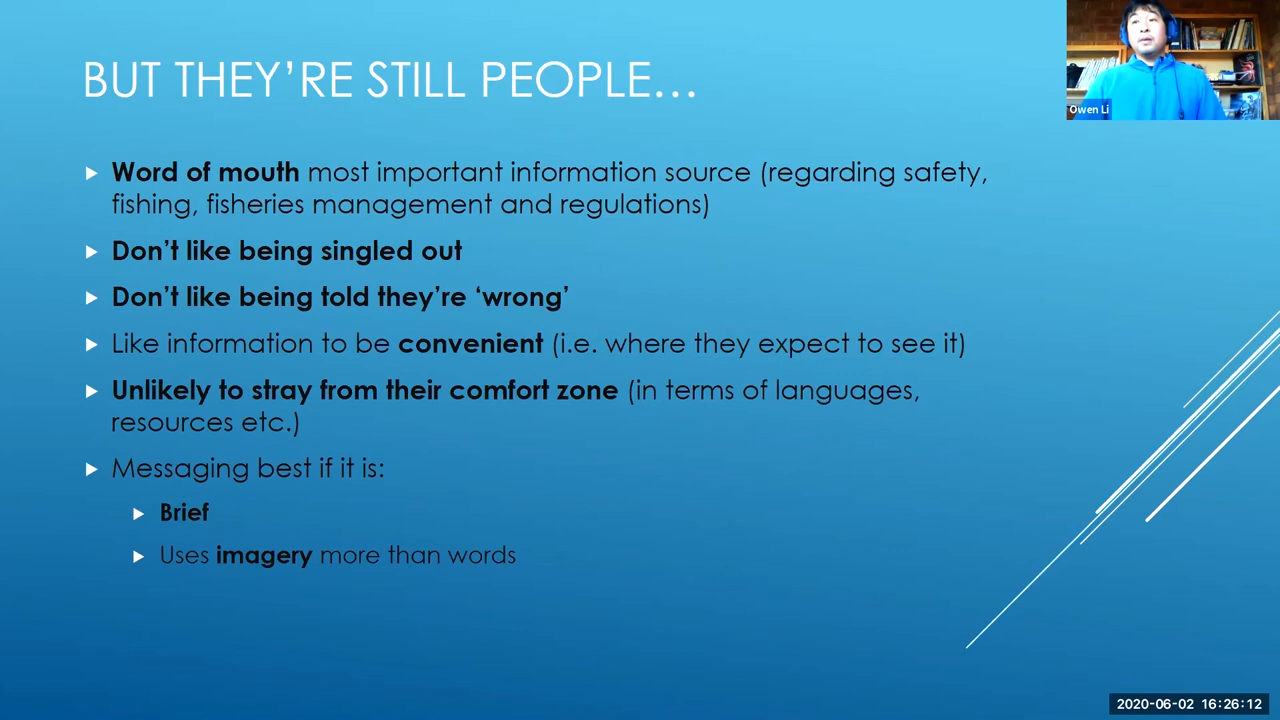 BUT THEY’RE STILL PEOPLE…
Owen Li
Word of mouth most important information source (regarding safety,
fishing, fisheries management and regulations)
Don’t like being singled out
Don’t like being told they’re ‘wrong’
Like information to be convenient (i.e. where they expect to see it)
Unlikely to stray from their comfort zone (in terms of languages,
resources etc.)
Messaging best if it is:
Brief
Uses imagery more than words
2020-06-02 16:26:12